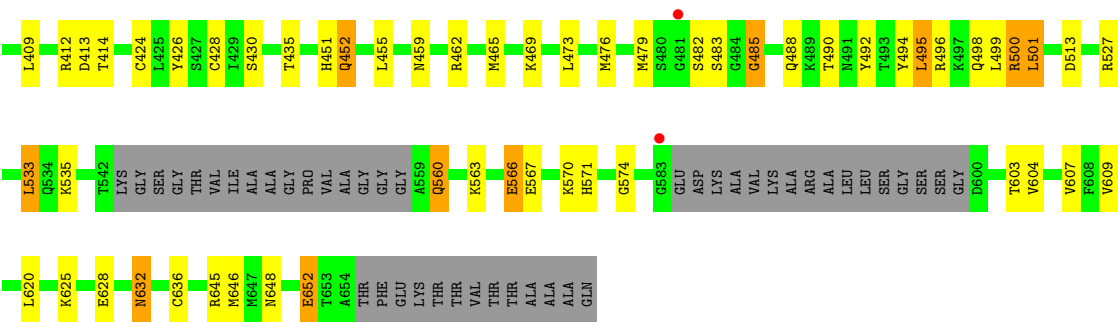 L409 R412 D413 T414 C424 L425 Y426 S427 C428 I429 S430 T435 H451 Q452 L455 N459 R462 M465 K469 L473 M476 M479 S480 G481 S482 S483 G484 G485 Q488 K489 T490 N491 Y492 T493 Y494 L495 R496 K497 Q498 L499 R500 L501 D513 R527
L533 Q534 K535 T542 LYS GLY SER GLY THR VAL ILE ALA ALA GLY PRO VAL ALA GLY GLY GLY A559 Q560 K563 E566 E567 K570 H571 G574 G583 GLU ASP LYS ALA VAL LYS ALA ARG ALA LEU LEU SER GLY SER SER GLY D600 T603 V604 V607 F608 V609
L620 K625 E628 N632 C636 R645 M646 M647 N648 E652 T653 A654 THR PHE GLU LYS THR THR VAL THR THR ALA ALA ALA GLN